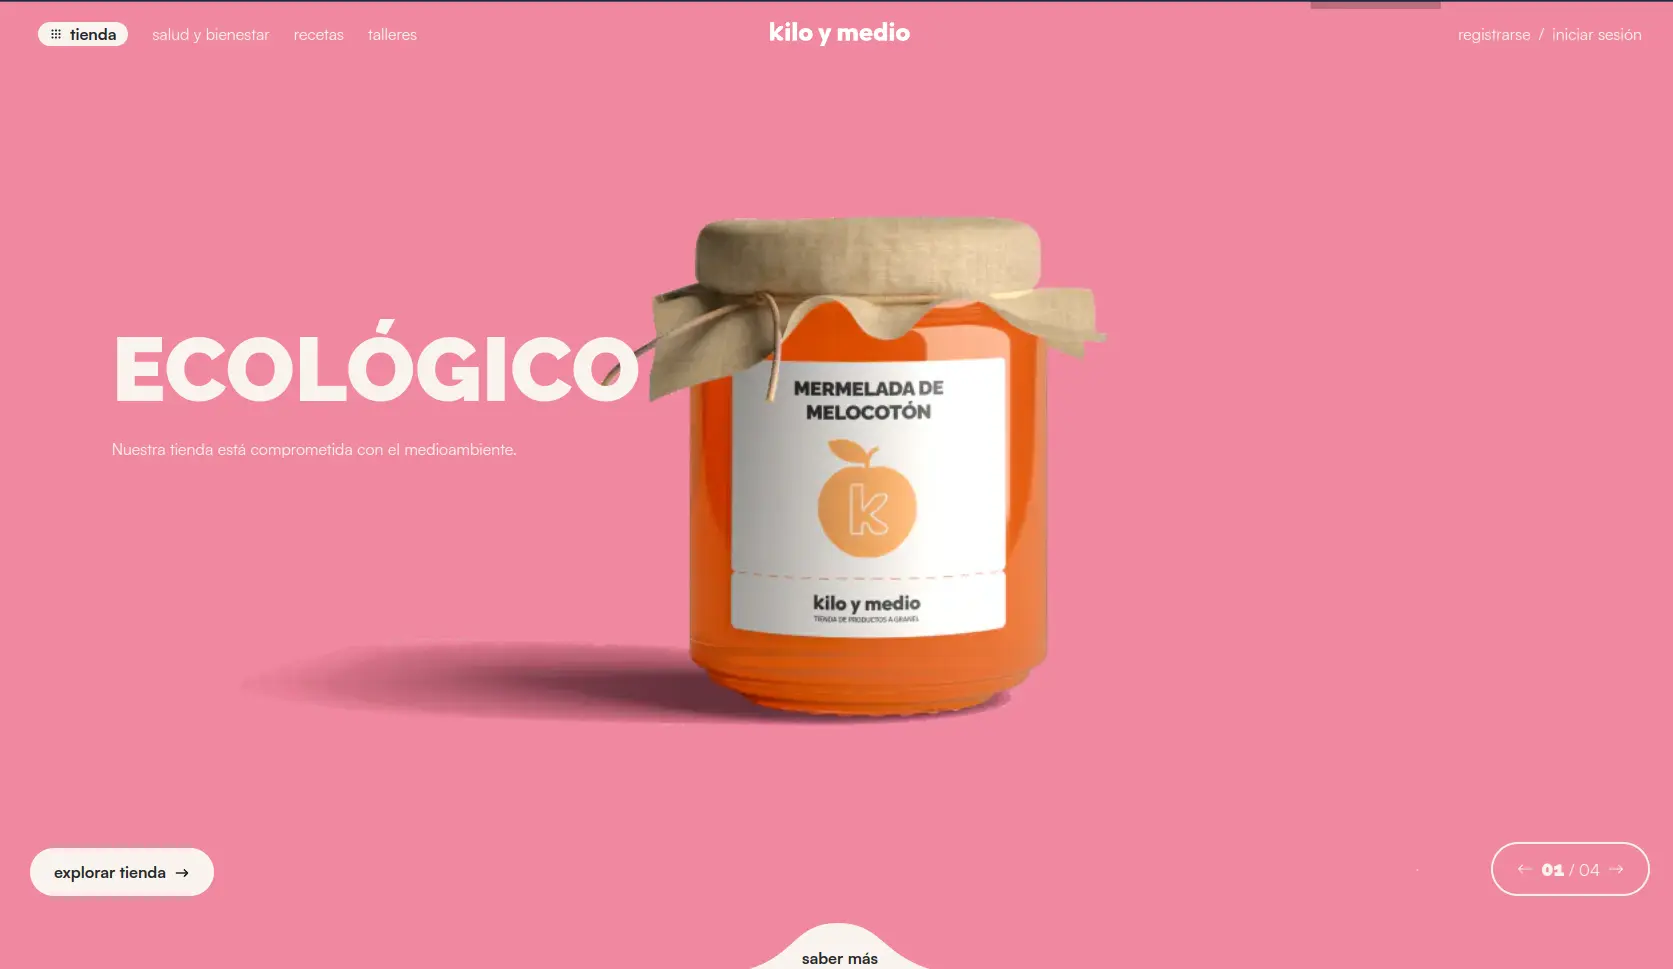 tienda
salud y bienestar
recetas
talleres
kilo y medio
registrarse / iniciar sesión
ECOLÓGICO
Nuestra tienda está comprometida con el medioambiente.
MERMELADA DE
MELOCOTÓN
k
kilo y medio
TIENDA DE PRODUCTOS A GRANEL
explorar tienda →
← 01 / 04 →
saber más